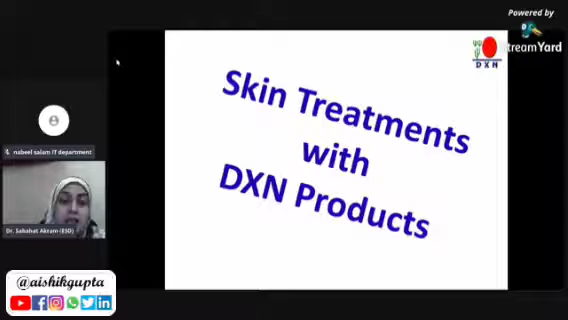 Powered by
StreamYard
DXN
Skin Treatments
with
DXN Products
nabeel salam IT department
Dr. Sabahat Akram (ESD)
@aishikgupta